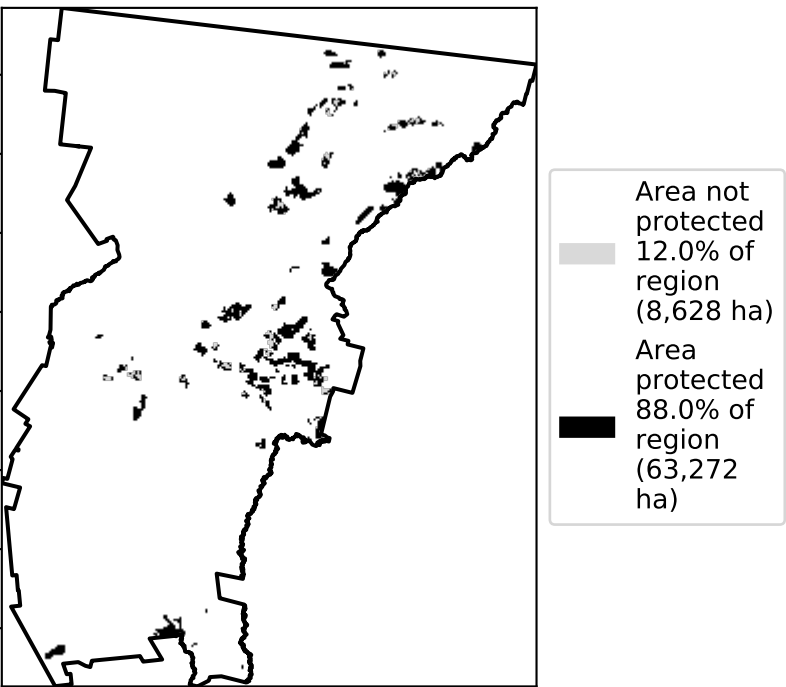 Area not
protected
12.0% of
region
(8,628 ha)
Area
protected
88.0% of
region
(63,272
ha)